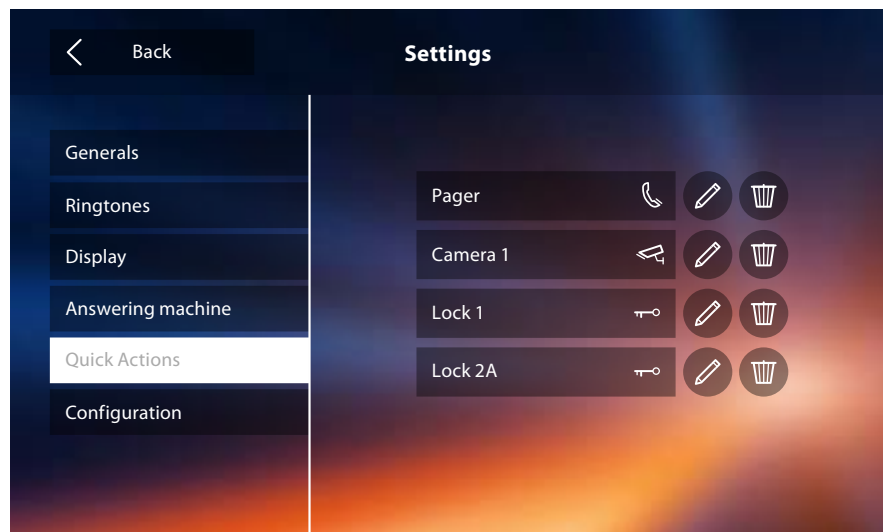 Back
Settings
Generals
Ringtones
Display
Answering machine
Quick Actions
Configuration
Pager
Camera 1
Lock 1
Lock 2A